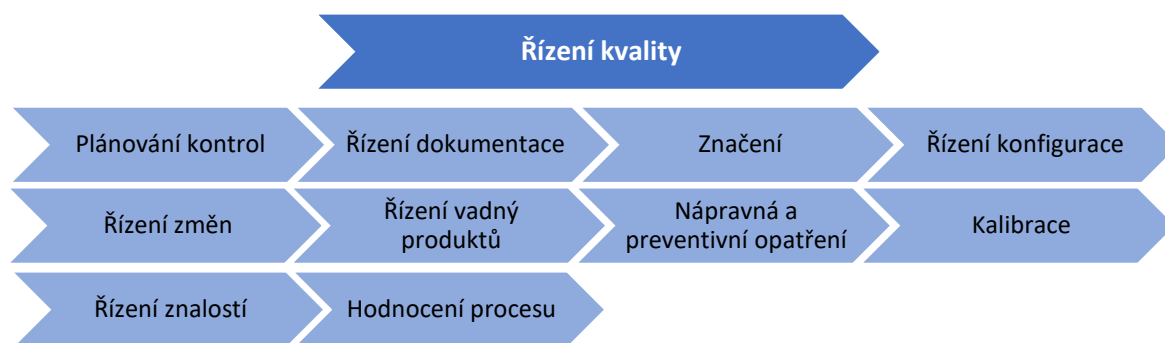 Řízení kvality
Plánování kontrol
Řízení dokumentace
Značení
Řízení konfigurace
Řízení změn
Řízení vadný
produktů
Nápravná a
preventivní opatření
Kalibrace
Řízení znalostí
Hodnocení procesu